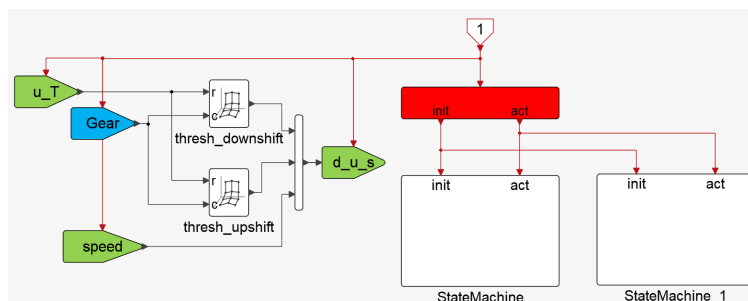 1
u_T
r
c
Gear
thresh_downshift
init act
d_u_s
r
c
thresh_upshift
init act
init act
speed
StateMachine
StateMachine_1